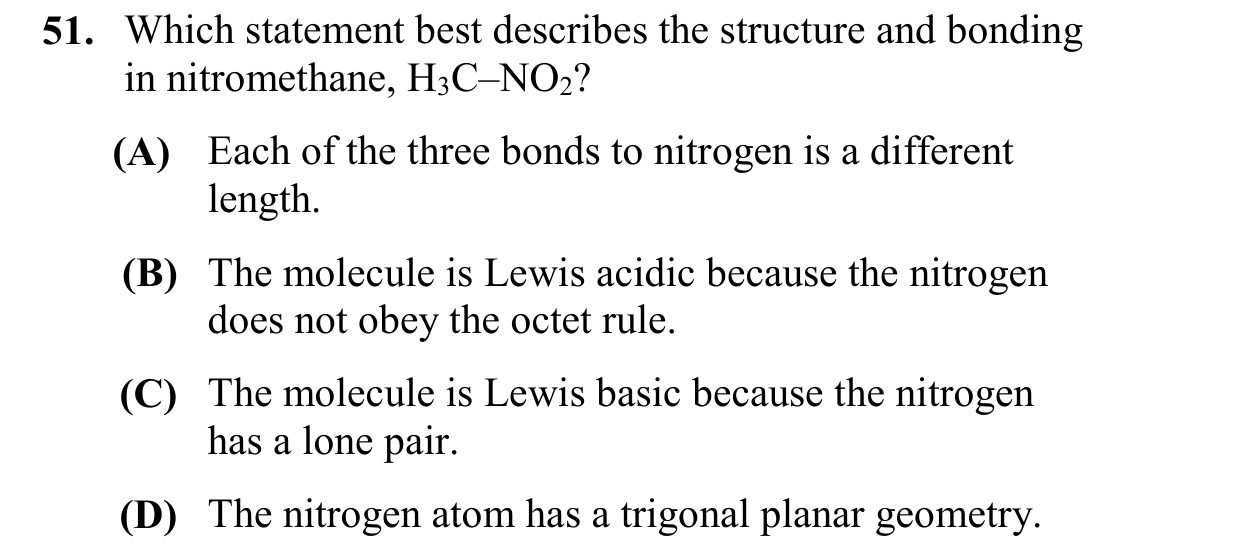 51. Which statement best describes the structure and bonding
in nitromethane, H₃C–NO₂?
(A) Each of the three bonds to nitrogen is a different
length.
(B) The molecule is Lewis acidic because the nitrogen
does not obey the octet rule.
(C) The molecule is Lewis basic because the nitrogen
has a lone pair.
(D) The nitrogen atom has a trigonal planar geometry.